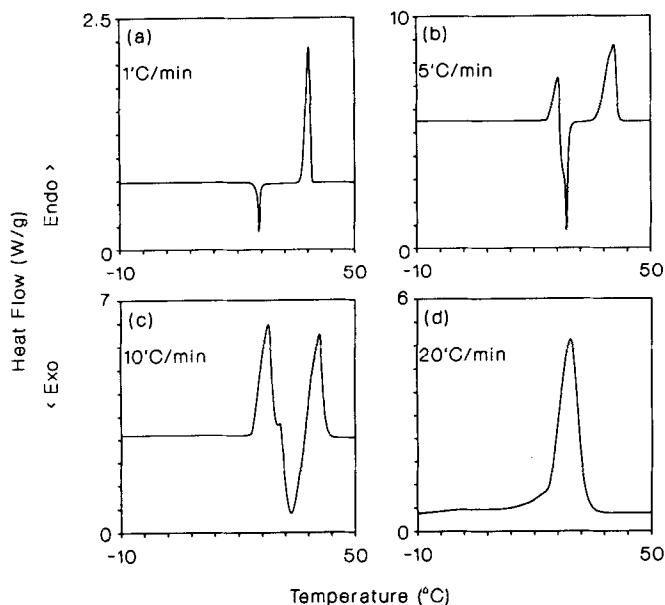 2.5
(a)
1'C/min
0
-10
50
10
(b)
5'C/min
0
-10
50
7
(c)
10'C/min
0
-10
50
6
(d)
20'C/min
0
-10
50
Heat Flow (W/g)
< Exo
Endo >
Temperature (°C)